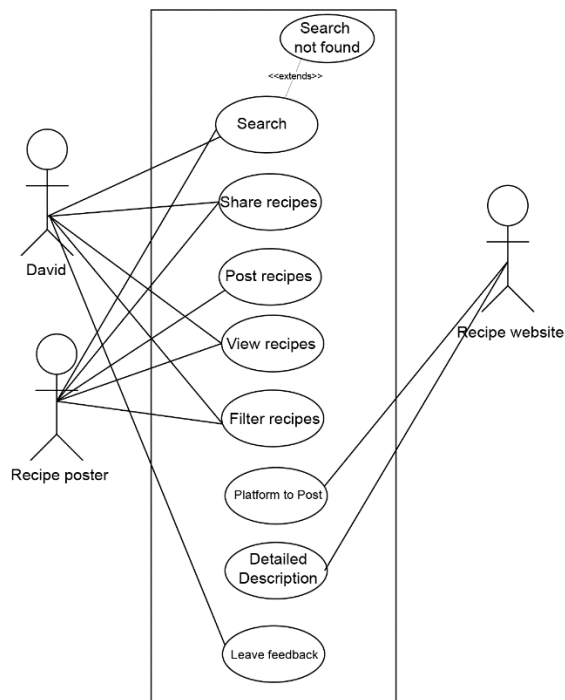 Search
not found
<<extends>>
Search
Share recipes
David
Post recipes
Recipe website
View recipes
Filter recipes
Recipe poster
Platform to Post
Detailed
Description
Leave feedback